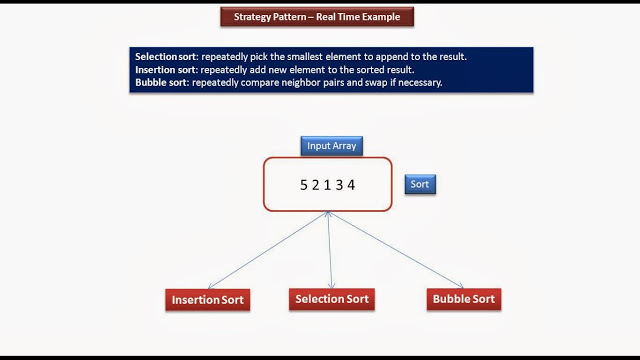 Strategy Pattern – Real Time Example
Selection sort: repeatedly pick the smallest element to append to the result.
Insertion sort: repeatedly add new element to the sorted result.
Bubble sort: repeatedly compare neighbor pairs and swap if necessary.
Input Array
5 2 1 3 4
Sort
Insertion Sort
Selection Sort
Bubble Sort